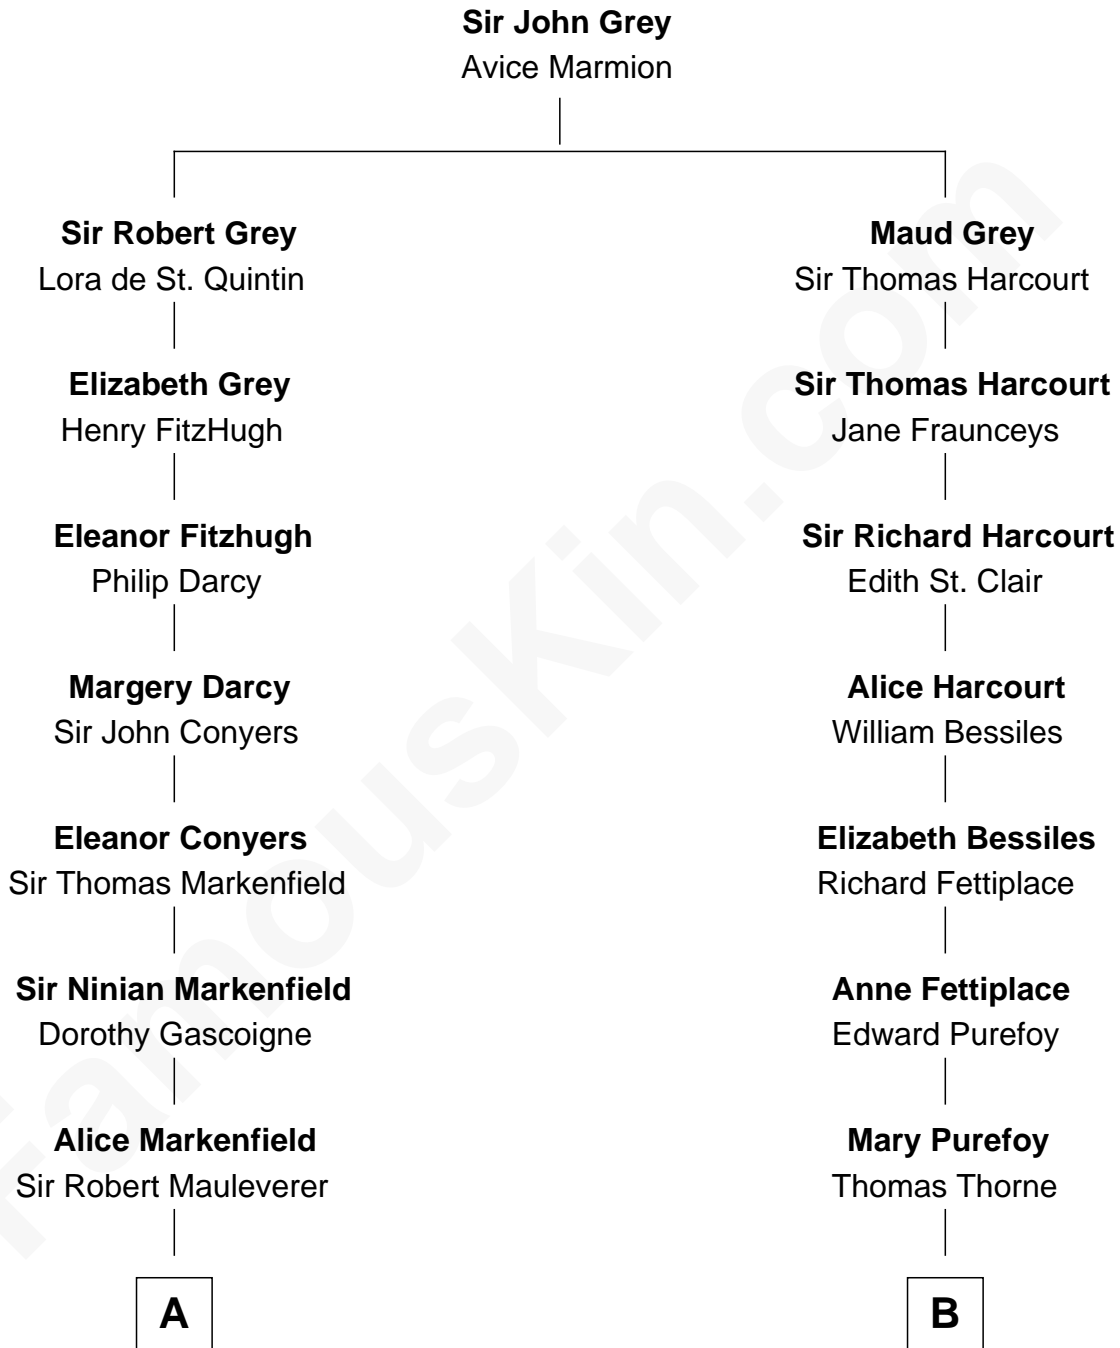 Sir John Grey
Avice Marmion
Sir Robert Grey
Lora de St. Quintin
Maud Grey
Sir Thomas Harcourt
Elizabeth Grey
Henry FitzHugh
Sir Thomas Harcourt
Jane Fraunceys
Eleanor Fitzhugh
Philip Darcy
Sir Richard Harcourt
Edith St. Clair
Margery Darcy
Sir John Conyers
Alice Harcourt
William Bessiles
Eleanor Conyers
Sir Thomas Markenfield
Elizabeth Bessiles
Richard Fettiplace
Sir Ninian Markenfield
Dorothy Gascoigne
Anne Fettiplace
Edward Purefoy
Alice Markenfield
Sir Robert Mauleverer
Mary Purefoy
Thomas Thorne
A
B
FamousKin.com